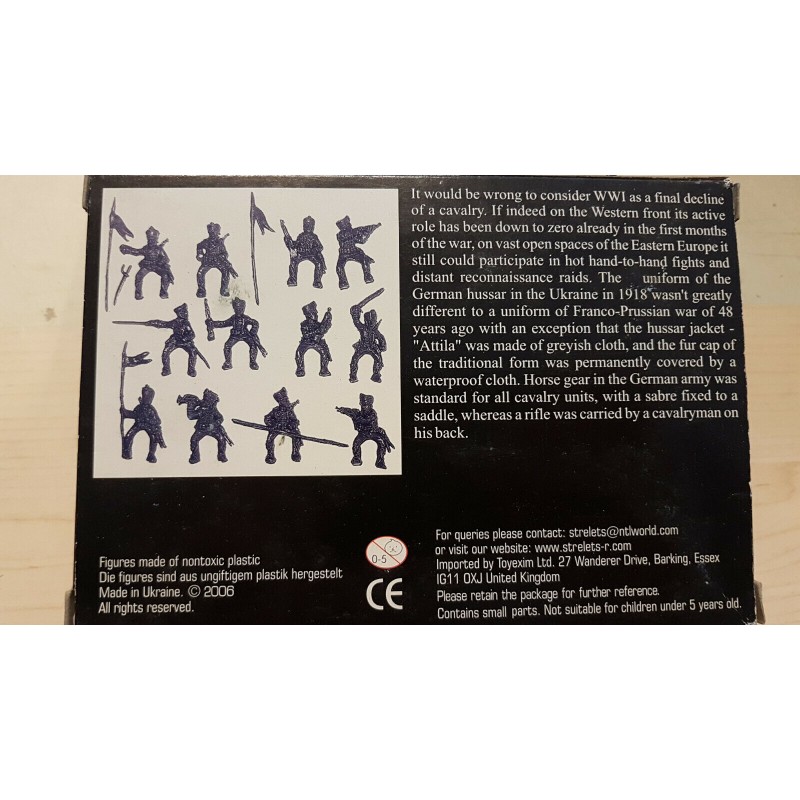 It would be wrong to consider WWI as a final decline
of a cavalry. If indeed on the Western front its active
role has been down to zero already in the first months
of the war, on vast open spaces of the Eastern Europe it
still could participate in hot hand-to-hand fights and
distant reconnaissance raids. The uniform of the
German hussar in the Ukraine in 1918 wasn't greatly
different to a uniform of Franco-Prussian war of 48
years ago with an exception that the hussar jacket -
"Attila" was made of greyish cloth, and the fur cap of
the traditional form was permanently covered by a
waterproof cloth. Horse gear in the German army was
standard for all cavalry units, with a sabre fixed to a
saddle, whereas a rifle was carried by a cavalryman on
his back.
Figures made of nontoxic plastic
Die figures sind aus ungiftigem plastik hergestelt
Made in Ukraine. © 2006
All rights reserved.
0-5
CE
For queries please contact: strelets@ntlworld.com
or visit our website: www.strelets-r.com
Imported by Toyexim Ltd. 27 Wanderer Drive, Barking, Essex
IG11 OXJ United Kingdom
Please retain the package for further reference.
Contains small parts. Not suitable for children under 5 years old.